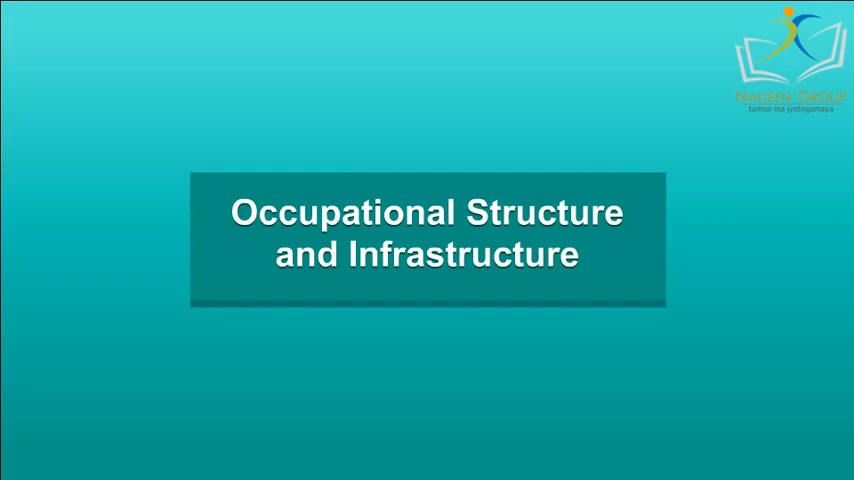 NAGEEN GROUP
tamso ma jyotirgamaya
Occupational Structure
and Infrastructure